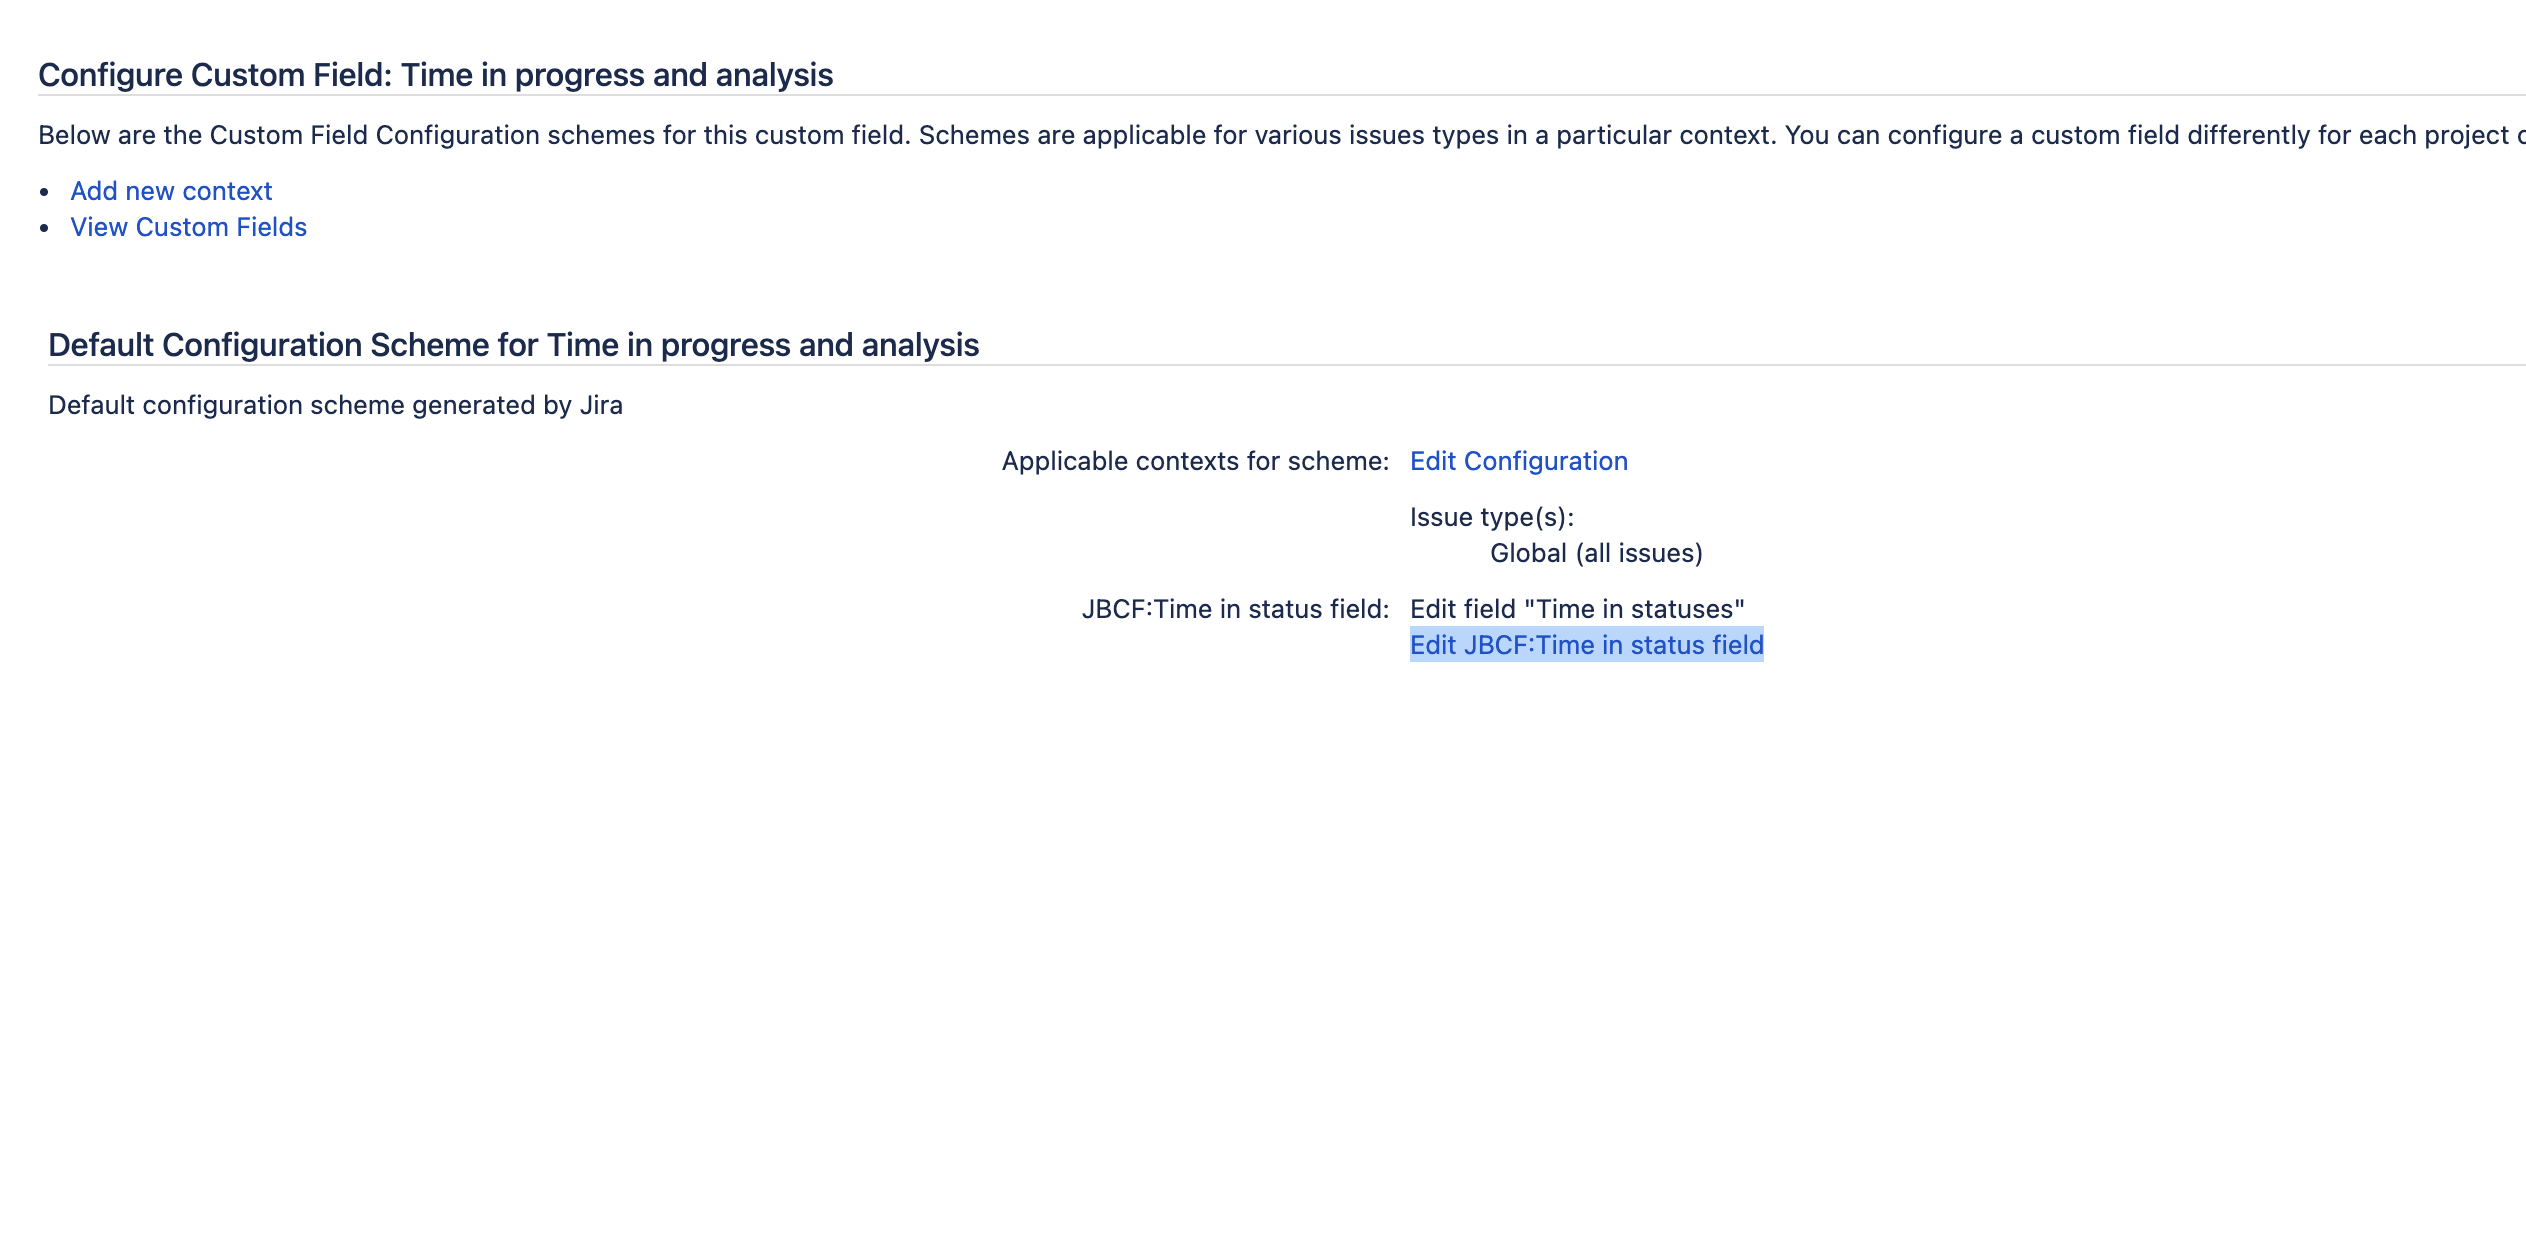 Configure Custom Field: Time in progress and analysis
Below are the Custom Field Configuration schemes for this custom field. Schemes are applicable for various issues types in a particular context. You can configure a custom field differently for each project
Add new context
View Custom Fields
Default Configuration Scheme for Time in progress and analysis
Default configuration scheme generated by Jira
Applicable contexts for scheme: Edit Configuration
Issue type(s):
Global (all issues)
JBCF:Time in status field: Edit field "Time in statuses"
Edit JBCF:Time in status field